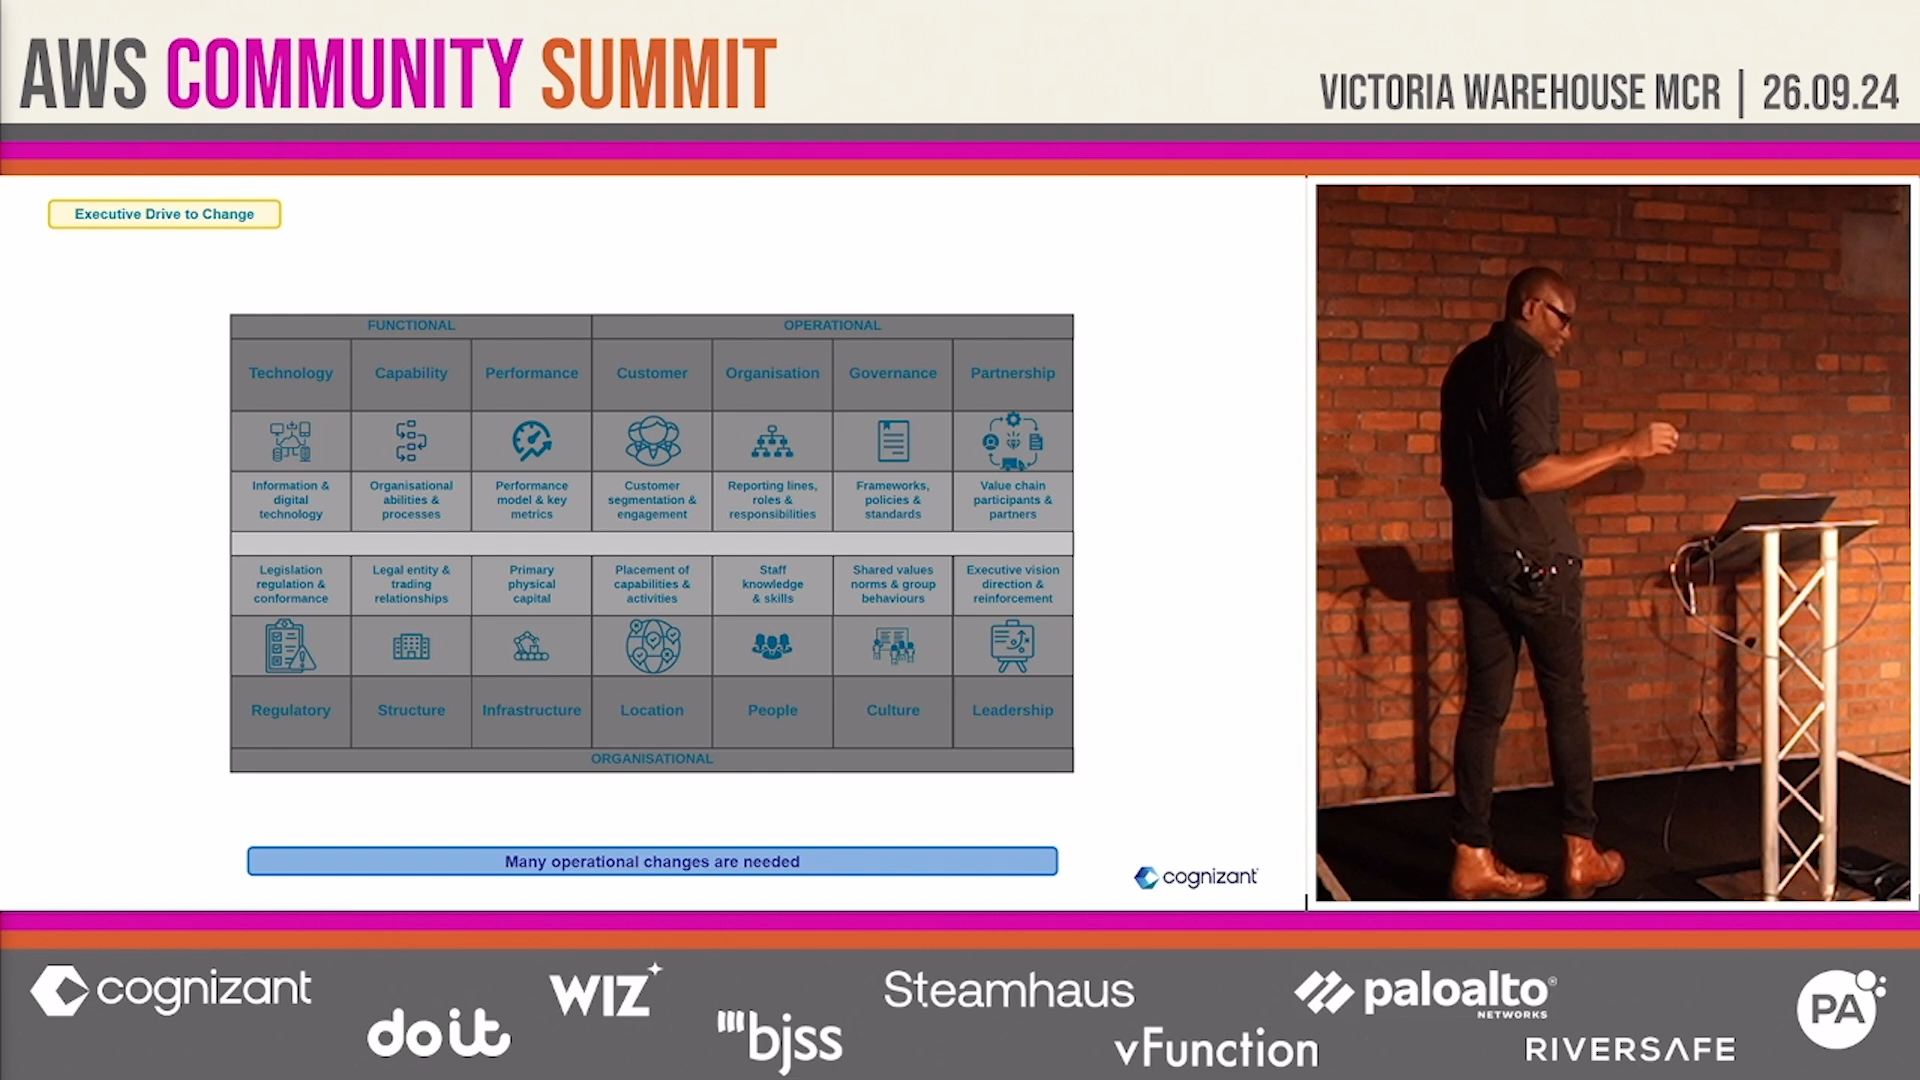 AWS COMMUNITY SUMMIT
VICTORIA WAREHOUSE MCR | 26.09.24
Executive Drive to Change
FUNCTIONAL
OPERATIONAL
Technology
Capability
Performance
Customer
Organisation
Governance
Partnership
Information &
digital
technology
Organisational
abilities &
processes
Performance
model & key
metrics
Customer
segmentation &
engagement
Reporting lines,
roles &
responsibilities
Frameworks,
policies &
standards
Value chain
participants &
partners
Legislation
regulation &
conformance
Legal entity &
trading
relationships
Primary
physical
capital
Placement of
capabilities &
activities
Staff
knowledge
& skills
Shared values
norms & group
behaviours
Executive vision
direction &
reinforcement
Regulatory
Structure
Infrastructure
Location
People
Culture
Leadership
ORGANISATIONAL
Many operational changes are needed
cognizant
cognizant
doit
WIZ
bjss
Steamhaus
vFunction
paloalto®
NETWORKS
RIVERSAFE
PA